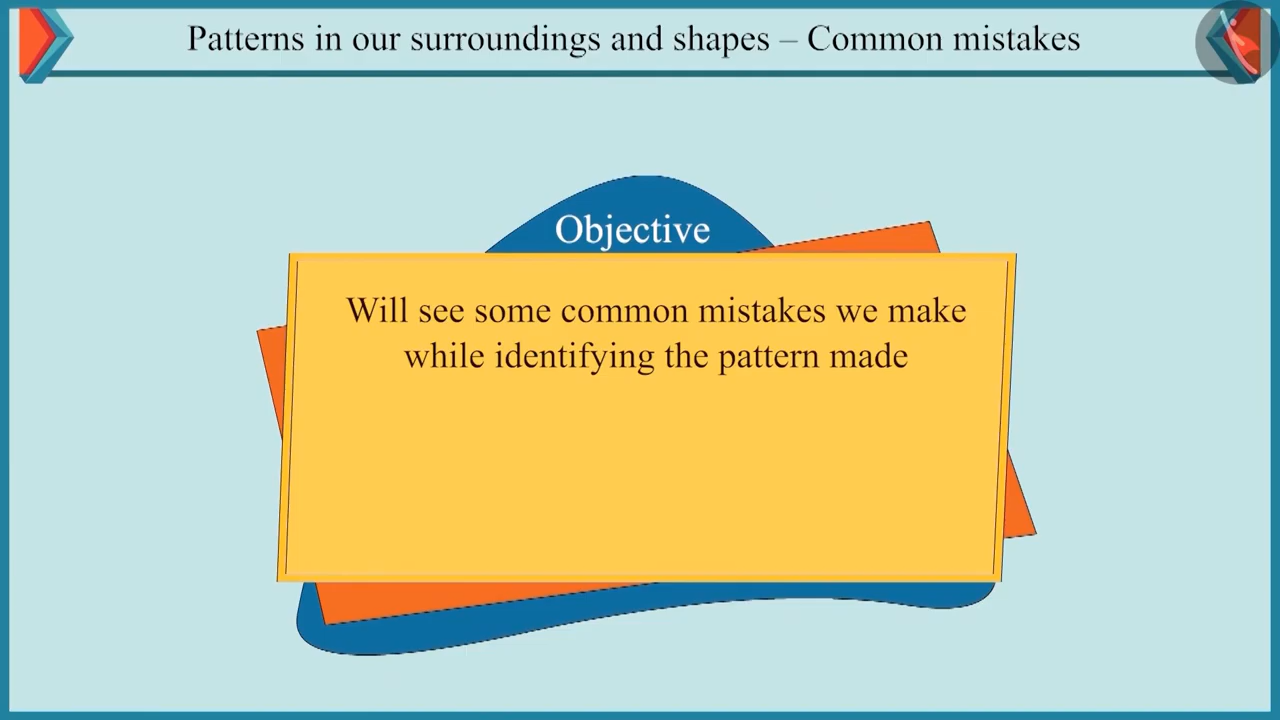 Patterns in our surroundings and shapes – Common mistakes
Objective
Will see some common mistakes we make
while identifying the pattern made